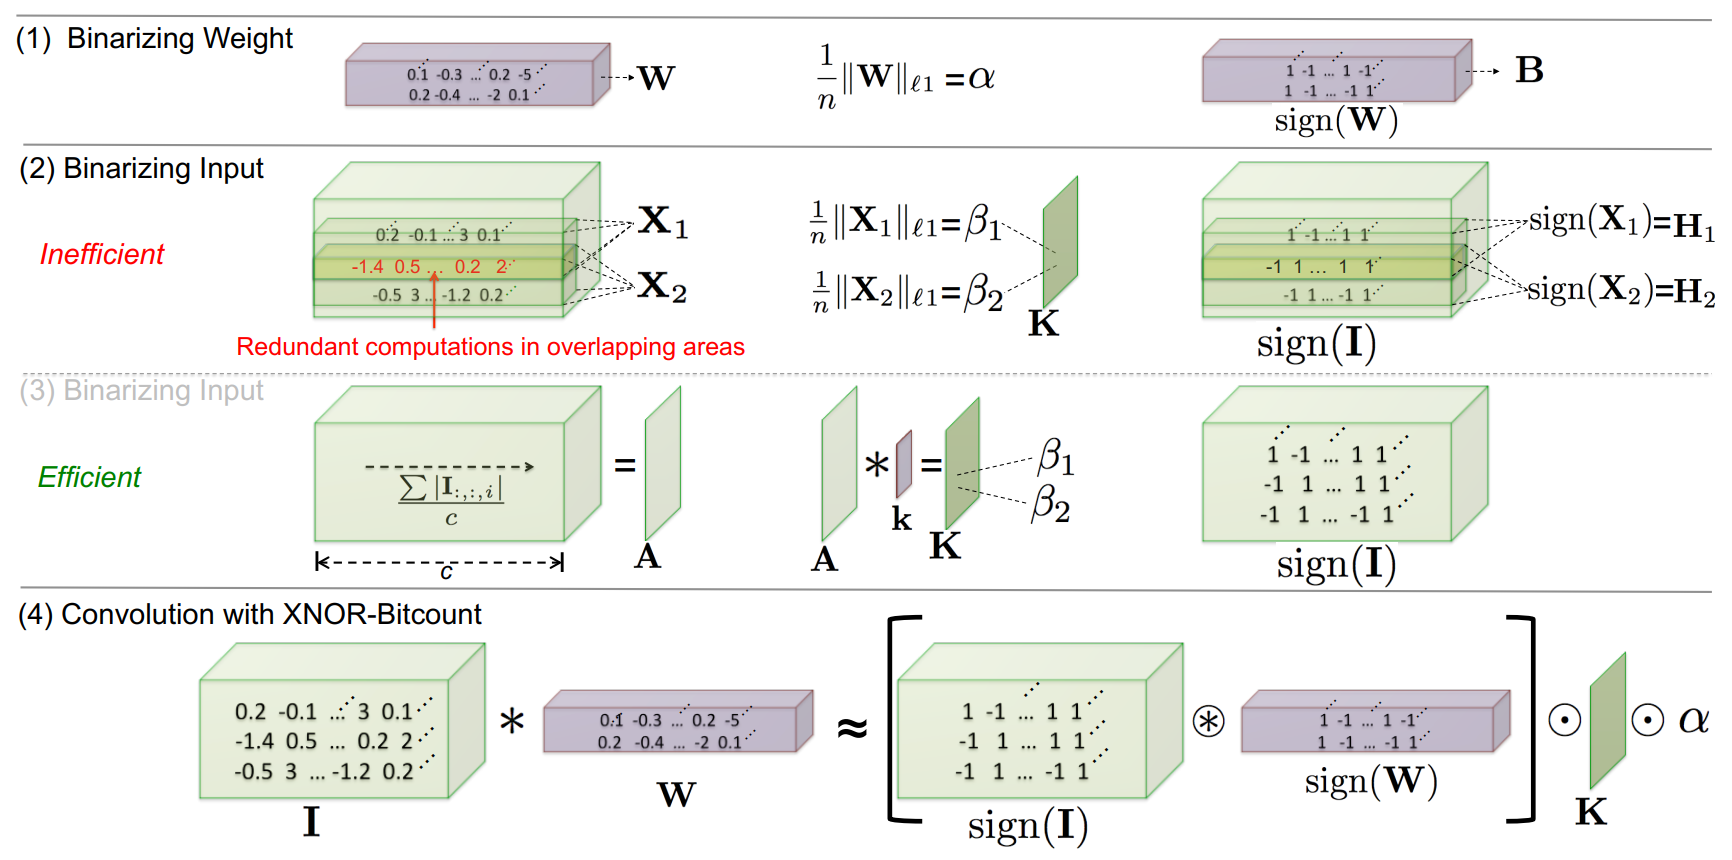 (1) Binarizing Weight
0.1 -0.3 ... 0.2 -5
0.2 -0.4 ... -2 0.1
W
1/n ‖W‖ℓ1 = α
1 -1 ... 1 -1
1 -1 ... -1 1
B
sign(W)
(2) Binarizing Input
Inefficient
0.2 -0.1 ... 3 0.1
-1.4 0.5 ... 0.2 2
-0.5 3 ... -1.2 0.2
X1
X2
Redundant computations in overlapping areas
1/n ‖X1‖ℓ1 = β1
1/n ‖X2‖ℓ1 = β2
K
1 -1 ... 1 1
-1 1 ... 1 1
-1 1 ... -1 1
sign(X1)=H1
sign(X2)=H2
sign(I)
(3) Binarizing Input
Efficient
∑|I:,:,i|
c
c
=
A
A
*
k
=
K
β1
β2
1 -1 ... 1 1
-1 1 ... 1 1
-1 1 ... -1 1
sign(I)
(4) Convolution with XNOR-Bitcount
0.2 -0.1 ... 3 0.1
-1.4 0.5 ... 0.2 2
-0.5 3 ... -1.2 0.2
I
*
0.1 -0.3 ... 0.2 -5
0.2 -0.4 ... -2 0.1
W
≈
[
1 -1 ... 1 1
-1 1 ... 1 1
-1 1 ... -1 1
sign(I)
⊛
1 -1 ... 1 -1
1 -1 ... -1 1
sign(W)
]
⊙
K
⊙ α